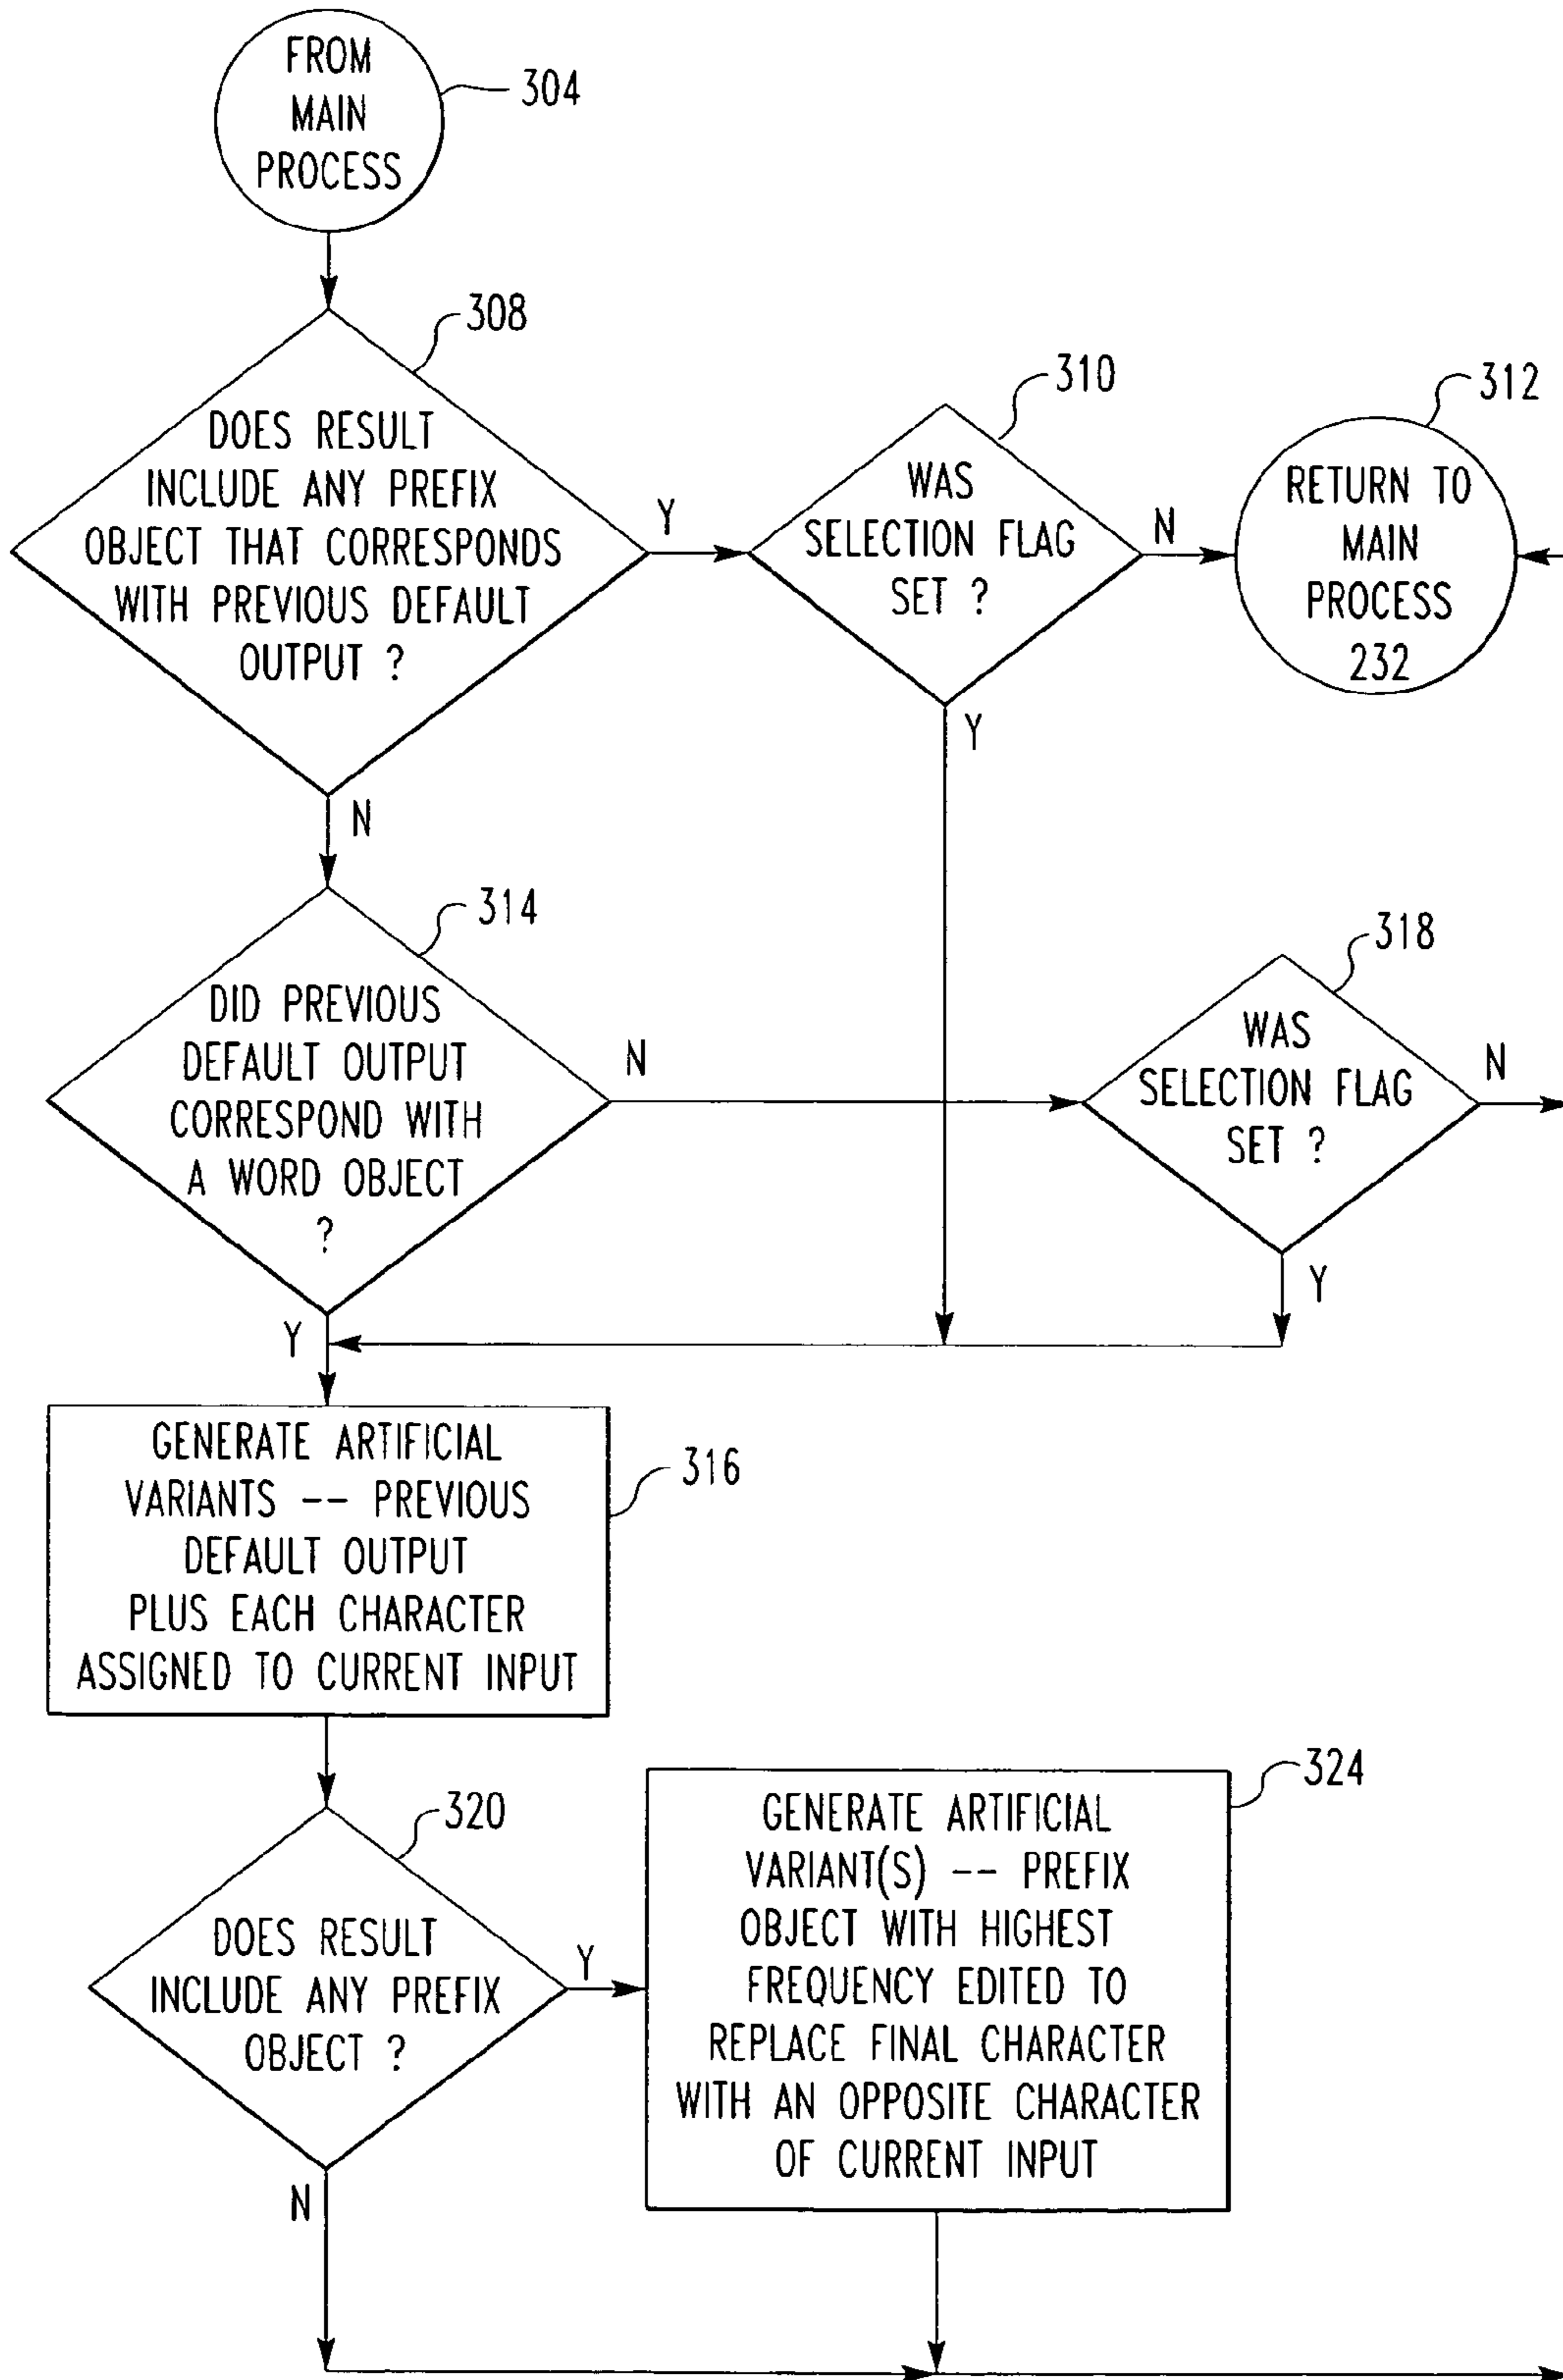 FROM
MAIN
PROCESS
304
308
DOES RESULT
INCLUDE ANY PREFIX
OBJECT THAT CORRESPONDS
WITH PREVIOUS DEFAULT
OUTPUT ?
Y
N
310
WAS
SELECTION FLAG
SET ?
N
Y
312
RETURN TO
MAIN
PROCESS
232
314
DID PREVIOUS
DEFAULT OUTPUT
CORRESPOND WITH
A WORD OBJECT
?
N
Y
318
WAS
SELECTION FLAG
SET ?
N
Y
316
GENERATE ARTIFICIAL
VARIANTS -- PREVIOUS
DEFAULT OUTPUT
PLUS EACH CHARACTER
ASSIGNED TO CURRENT INPUT
320
DOES RESULT
INCLUDE ANY PREFIX
OBJECT ?
Y
N
324
GENERATE ARTIFICIAL
VARIANT(S) -- PREFIX
OBJECT WITH HIGHEST
FREQUENCY EDITED TO
REPLACE FINAL CHARACTER
WITH AN OPPOSITE CHARACTER
OF CURRENT INPUT